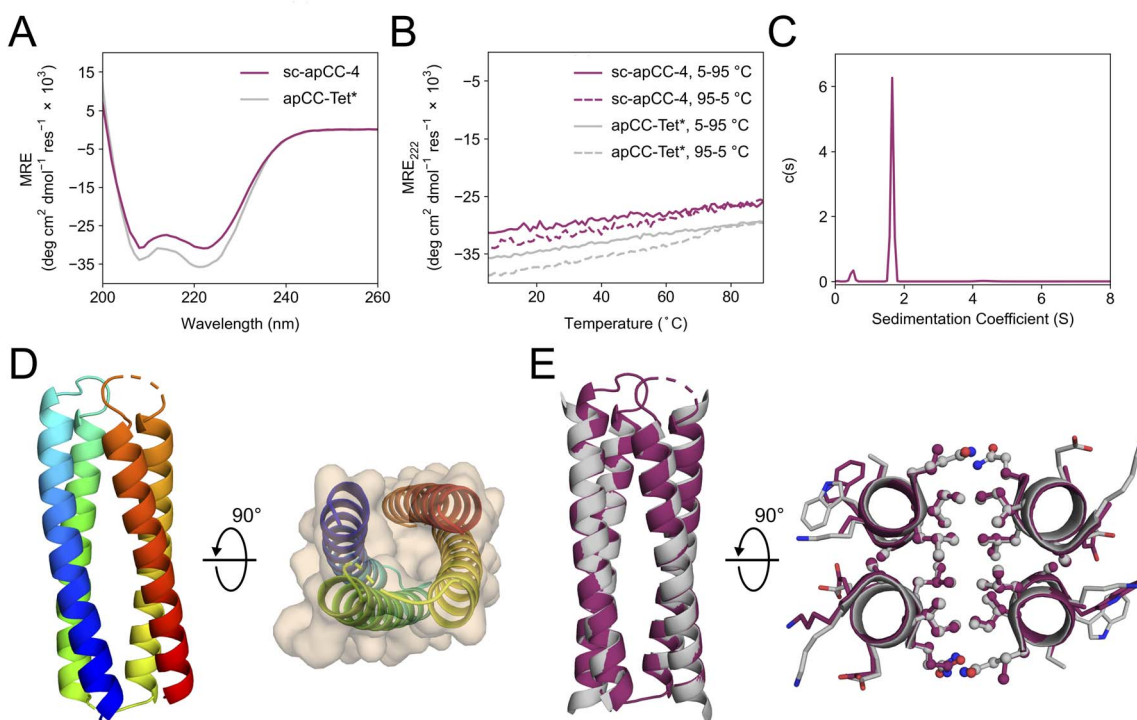 A
B
C
sc-apCC-4
apCC-Tet*
MRE
(deg cm² dmol⁻¹ res⁻¹ × 10³)
15
5
−5
−15
−25
−35
200
220
240
260
Wavelength (nm)
sc-apCC-4, 5-95 °C
sc-apCC-4, 95-5 °C
apCC-Tet*, 5-95 °C
apCC-Tet*, 95-5 °C
MRE₂₂₂
(deg cm² dmol⁻¹ res⁻¹ × 10³)
−5
−15
−25
−35
20
40
60
80
Temperature (°C)
c(s)
6
4
2
0
0
2
4
6
8
Sedimentation Coefficient (S)
D
90°
E
90°